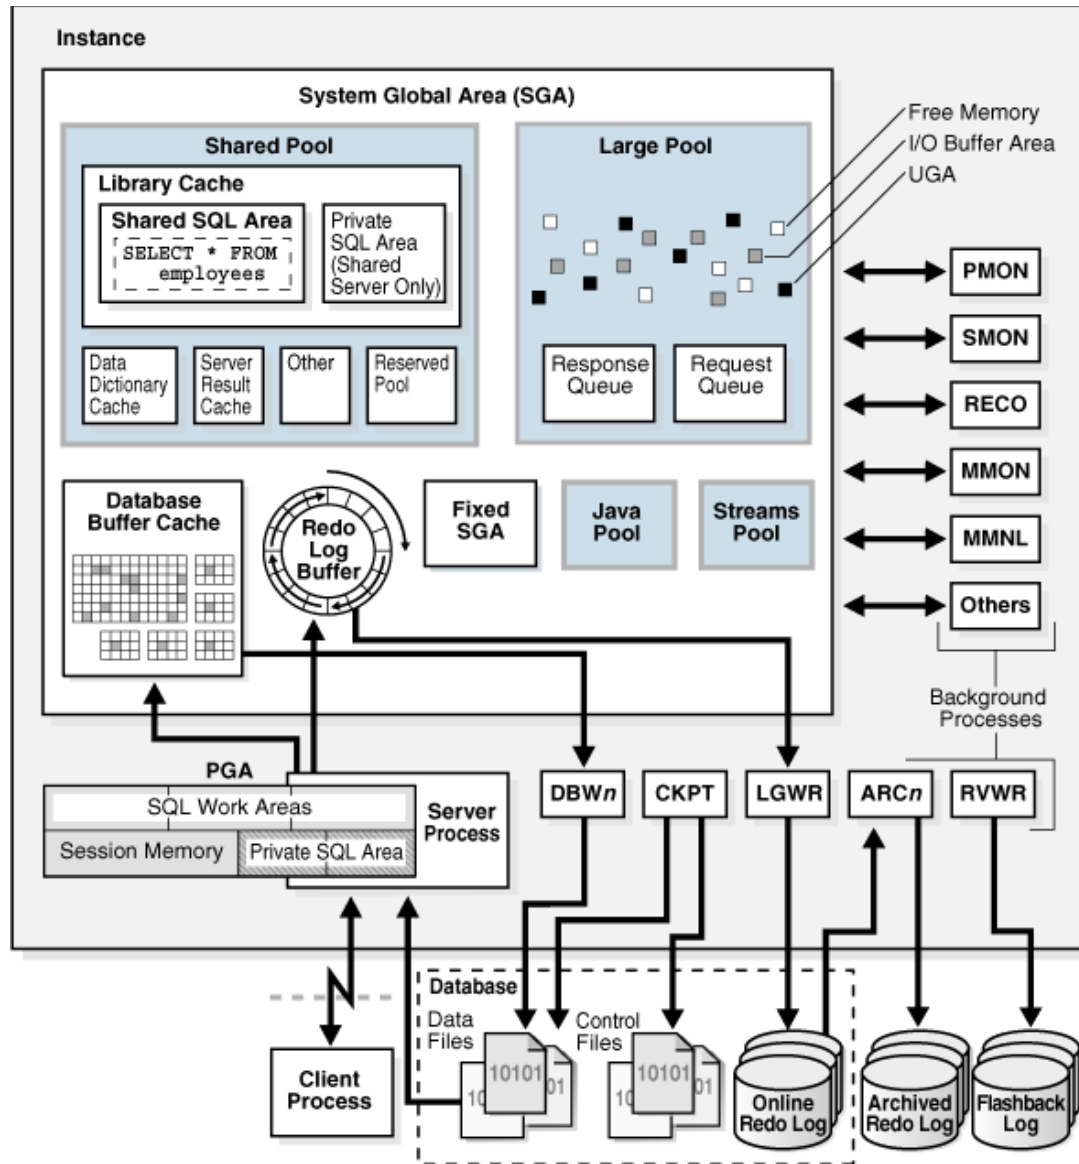 Instance
System Global Area (SGA)
Shared Pool
Library Cache
Shared SQL Area
SELECT * FROM
employees
Private
SQL Area
(Shared
Server Only)
Data
Dictionary
Cache
Server
Result
Cache
Other
Reserved
Pool
Large Pool
Response
Queue
Request
Queue
Free Memory
I/O Buffer Area
UGA
PMON
SMON
RECO
MMON
MMNL
Others
Background
Processes
Database
Buffer Cache
Redo
Log
Buffer
Fixed
SGA
Java
Pool
Streams
Pool
PGA
SQL Work Areas
Session Memory
Private SQL Area
Server
Process
DBWn
CKPT
LGWR
ARCn
RVWR
Client
Process
Database
Data
Files
10101
10
01
Control
Files
10101
10
01
Online
Redo Log
Archived
Redo Log
Flashback
Log